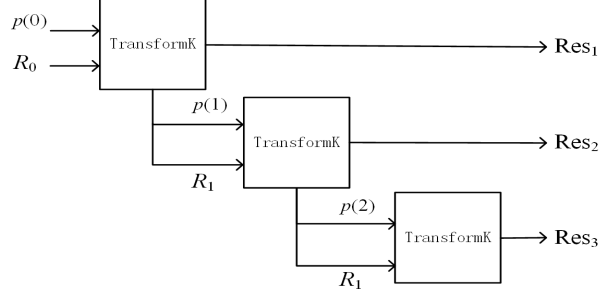 p(0)
TransformK
Res₁
R₀
p(1)
TransformK
Res₂
R₁
p(2)
TransformK
Res₃
R₁